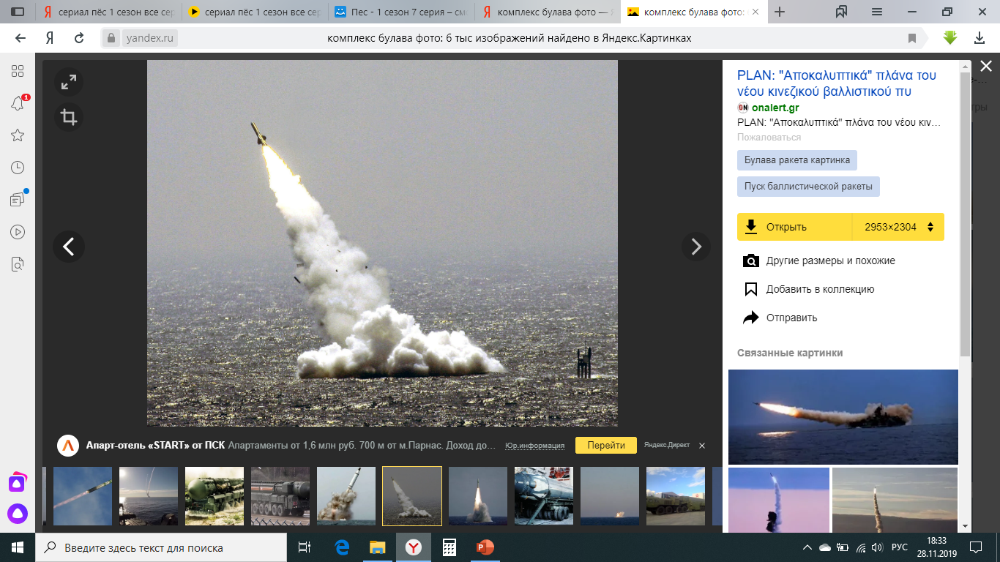 сериал пёс 1 сезон все сер
сериал пёс 1 сезон все сер
Пес - 1 сезон 7 серия – смо
комплекс булава фото — Я
комплекс булава фото:
Я
yandex.ru
комплекс булава фото: 6 тыс изображений найдено в Яндекс.Картинках
1
PLAN: "Αποκαλυπτικά" πλάνα του
νέου κινεζικού βαλλιστικού πυ
ON onalert.gr
PLAN: "Αποκαλυπτικά" πλάνα του νέου κιν...
Пожаловаться
Булава ракета картинка
Пуск баллистической ракеты
Открыть
2953×2304
Другие размеры и похожие
Добавить в коллекцию
Отправить
Связанные картинки
Апарт-отель «START» от ПСК Апартаменты от 1,6 млн руб. 700 м от м.Парнас. Доход до...
Юр.информация
Перейти
Яндекс.Директ
Введите здесь текст для поиска
РУС
18:33
28.11.2019